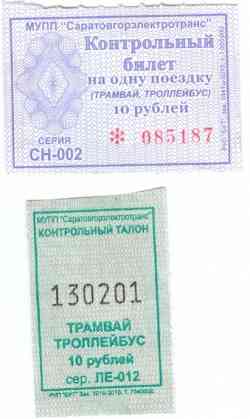 МУПП "Саратовгорэлектротранс"
Контрольный
билет
на одну поездку
(ТРАМВАЙ, ТРОЛЛЕЙБУС)
10 рублей
СЕРИЯ
СН-002
* 085187
МУПП "Саратовгорэлектротранс"
КОНТРОЛЬНЫЙ ТАЛОН
130201
ТРАМВАЙ
ТРОЛЛЕЙБУС
10 рублей
сер. ЛЕ-012